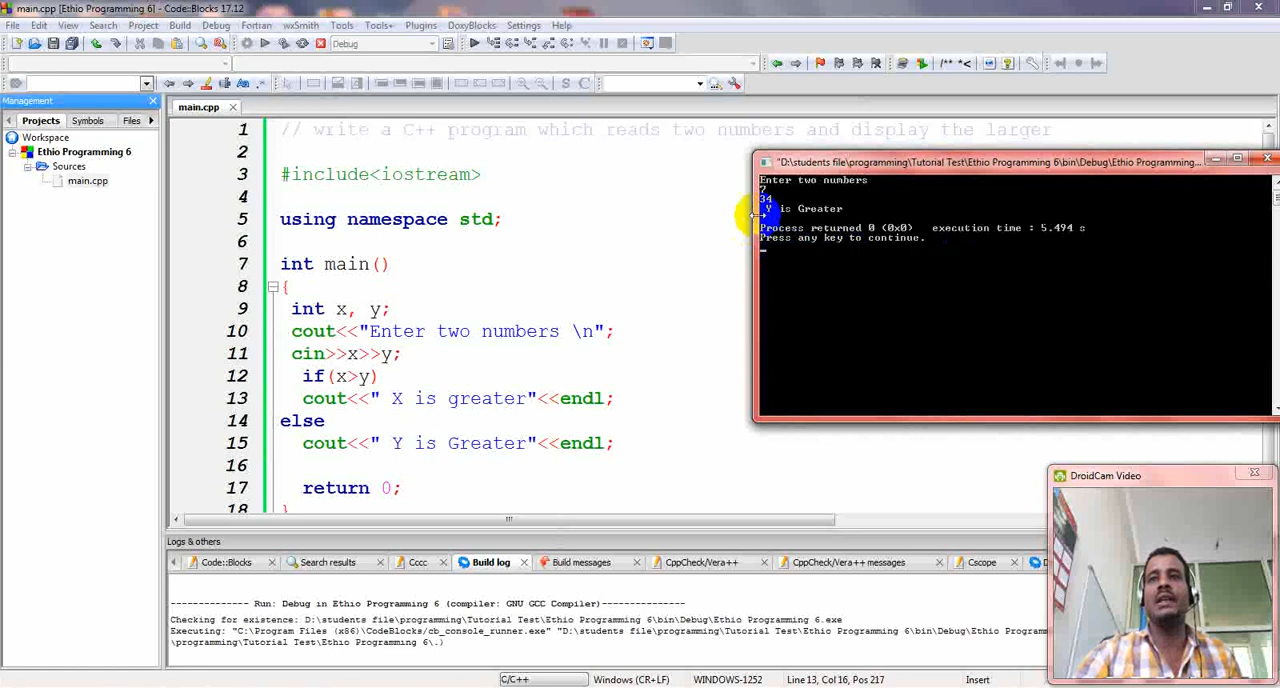 main.cpp [Ethio Programming 6] - Code::Blocks 17.12
File Edit View Search Project Build Debug Fortran wxSmith Tools Tools+ Plugins DoxyBlocks Settings Help
Debug
/** *<
S C
Management
Projects Symbols Files
Workspace
Ethio Programming 6
Sources
main.cpp
main.cpp
1 // write a C++ program which reads two numbers and display the larger
2
3 #include<iostream>
4
5 using namespace std;
6
7 int main()
8 {
9 int x, y;
10 cout<<"Enter two numbers \n";
11 cin>>x>>y;
12 if(x>y)
13 cout<<" X is greater"<<endl;
14 else
15 cout<<" Y is Greater"<<endl;
16
17 return 0;
18 }
"D:\students file\programming\Tutorial Test\Ethio Programming 6\bin\Debug\Ethio Programming...
Enter two numbers
7
34
Y is Greater
Process returned 0 (0x0) execution time : 5.494 s
Press any key to continue.
DroidCam Video
Logs & others
Code::Blocks Search results Cccc Build log Build messages CppCheck/Vera++ CppCheck/Vera++ messages Cscope D
-------------- Run: Debug in Ethio Programming 6 (compiler: GNU GCC Compiler)---------------
Checking for existence: D:\students file\programming\Tutorial Test\Ethio Programming 6\bin\Debug\Ethio Programming 6.exe
Executing: "C:\Program Files (x86)\CodeBlocks/cb_console_runner.exe" "D:\students file\programming\Tutorial Test\Ethio Programming 6\bin\Debug\Ethio Programm
\programming\Tutorial Test\Ethio Programming 6\.)
C/C++ Windows (CR+LF) WINDOWS-1252 Line 13, Col 16, Pos 217 Insert